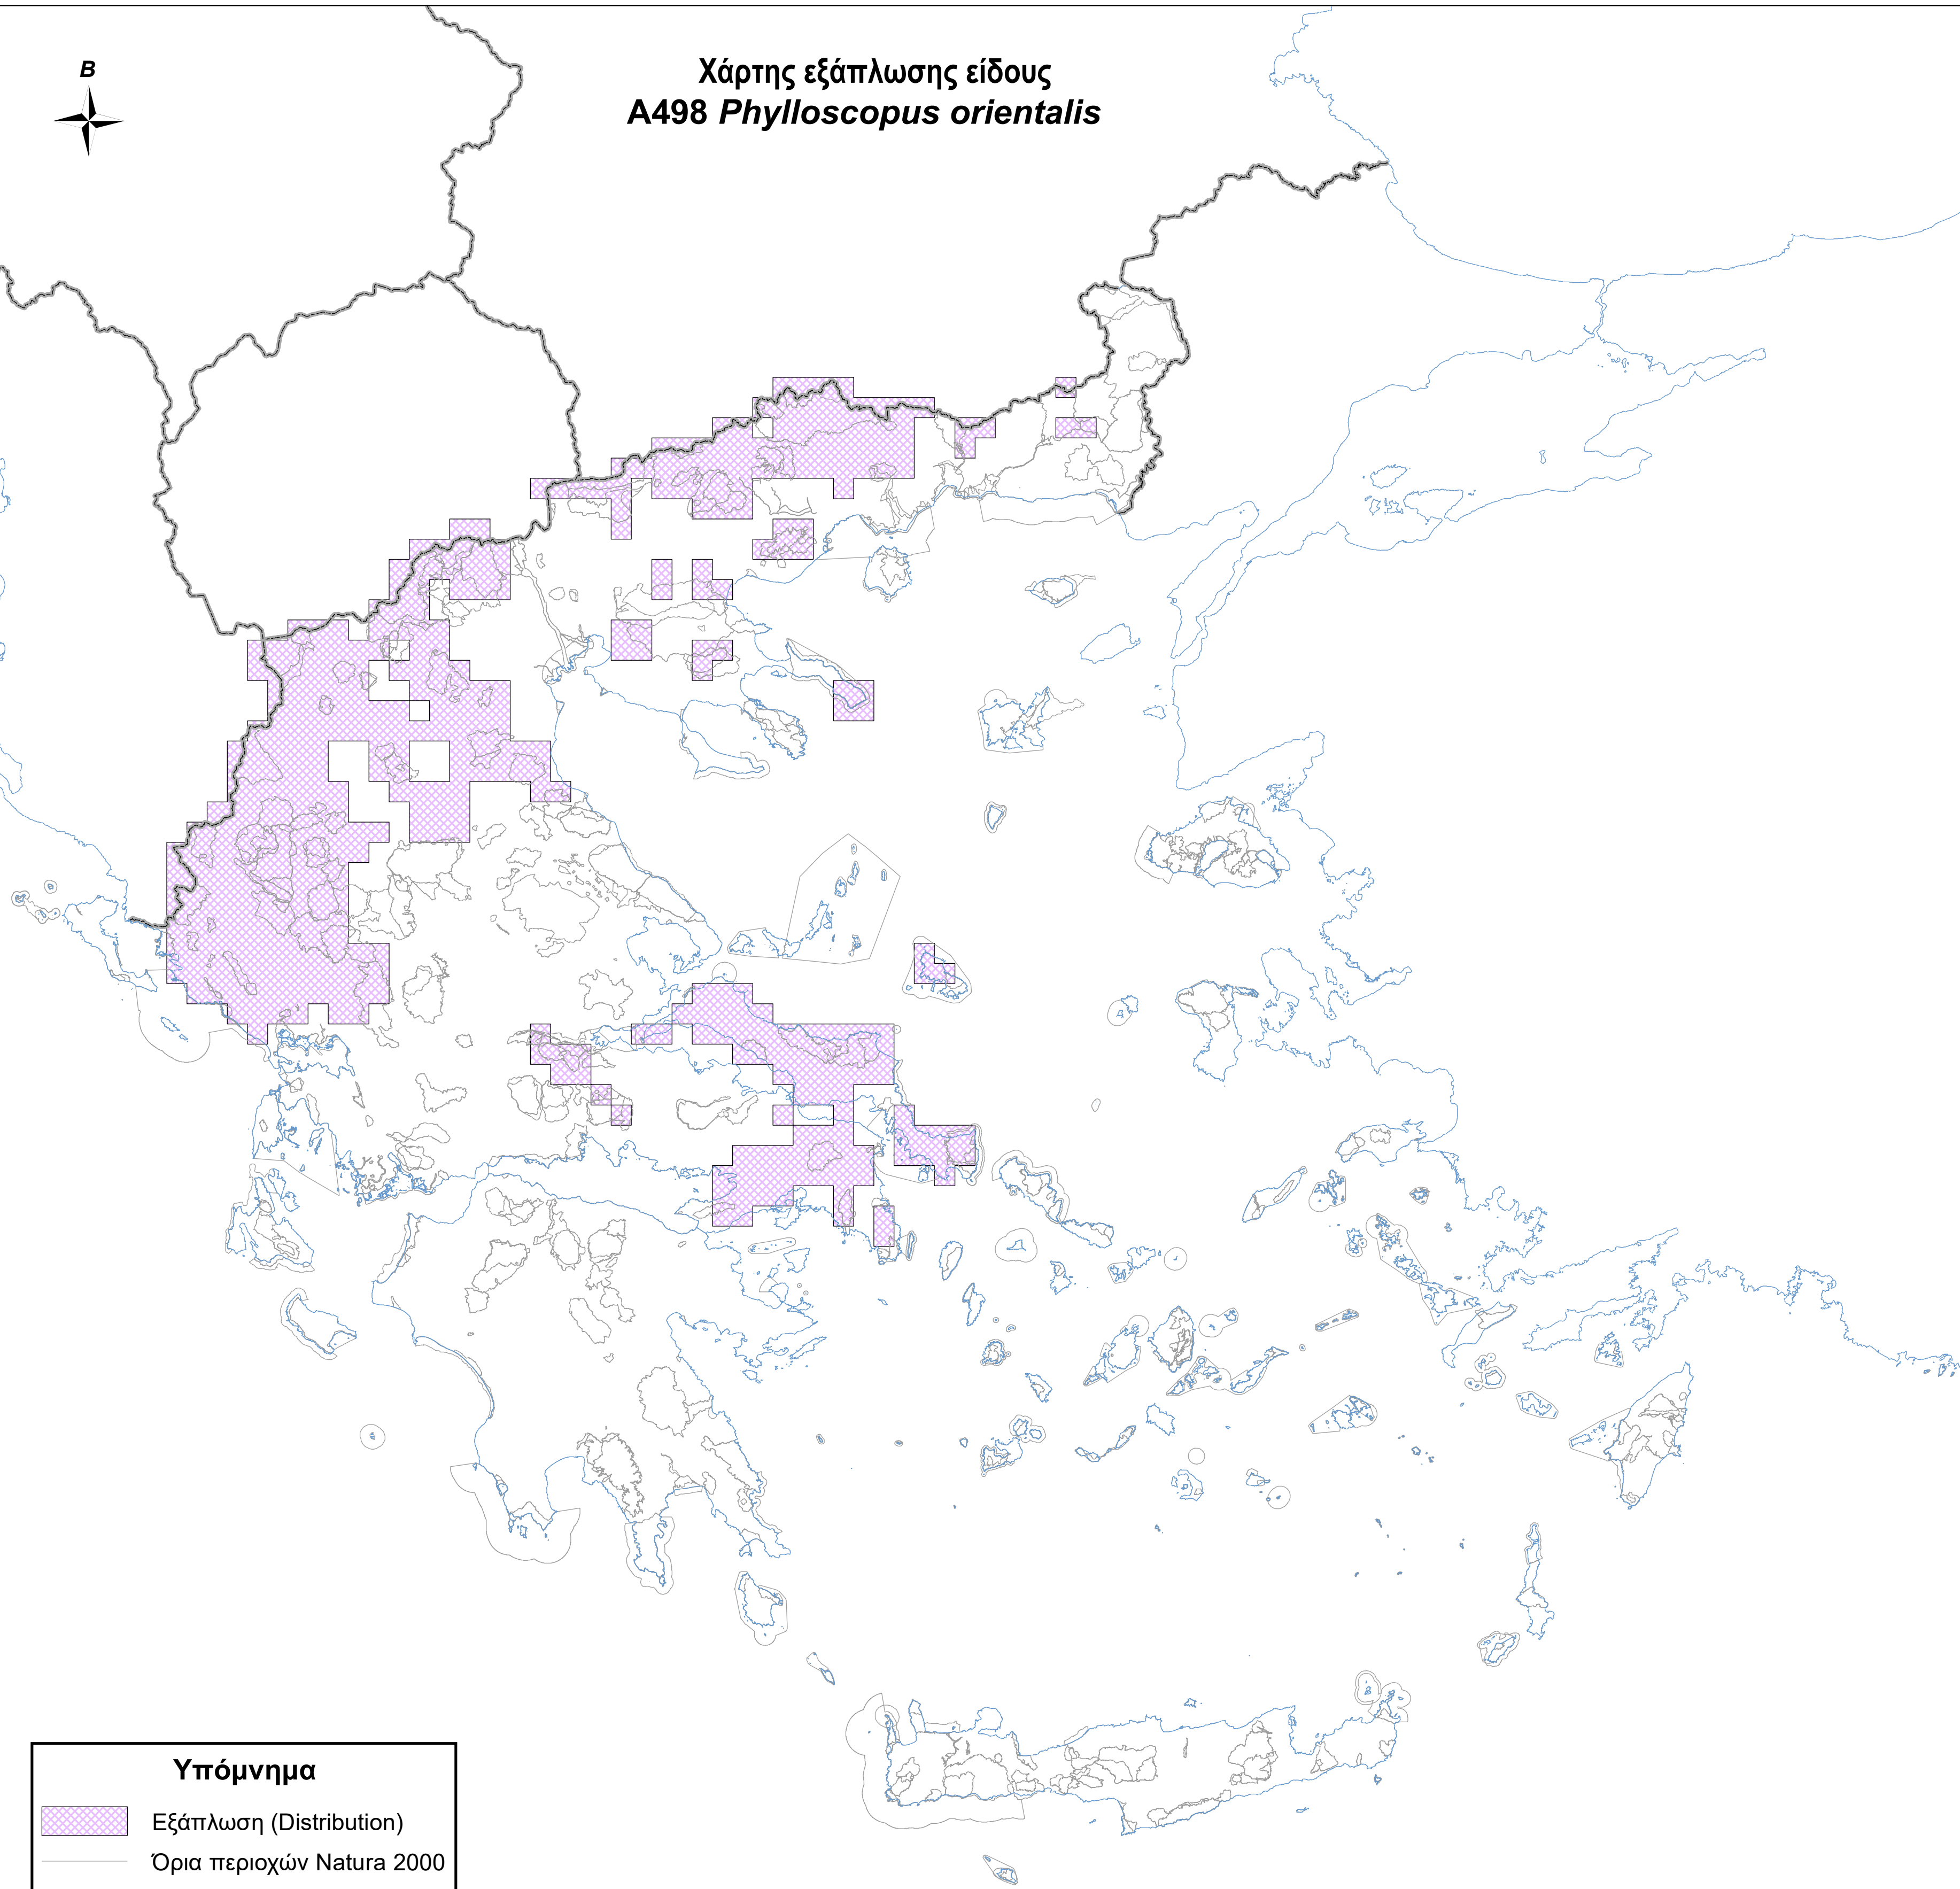 B
Χάρτης εξάπλωσης είδους
A498 Phylloscopus orientalis
Υπόμνημα
Εξάπλωση (Distribution)
Όρια περιοχών Natura 2000